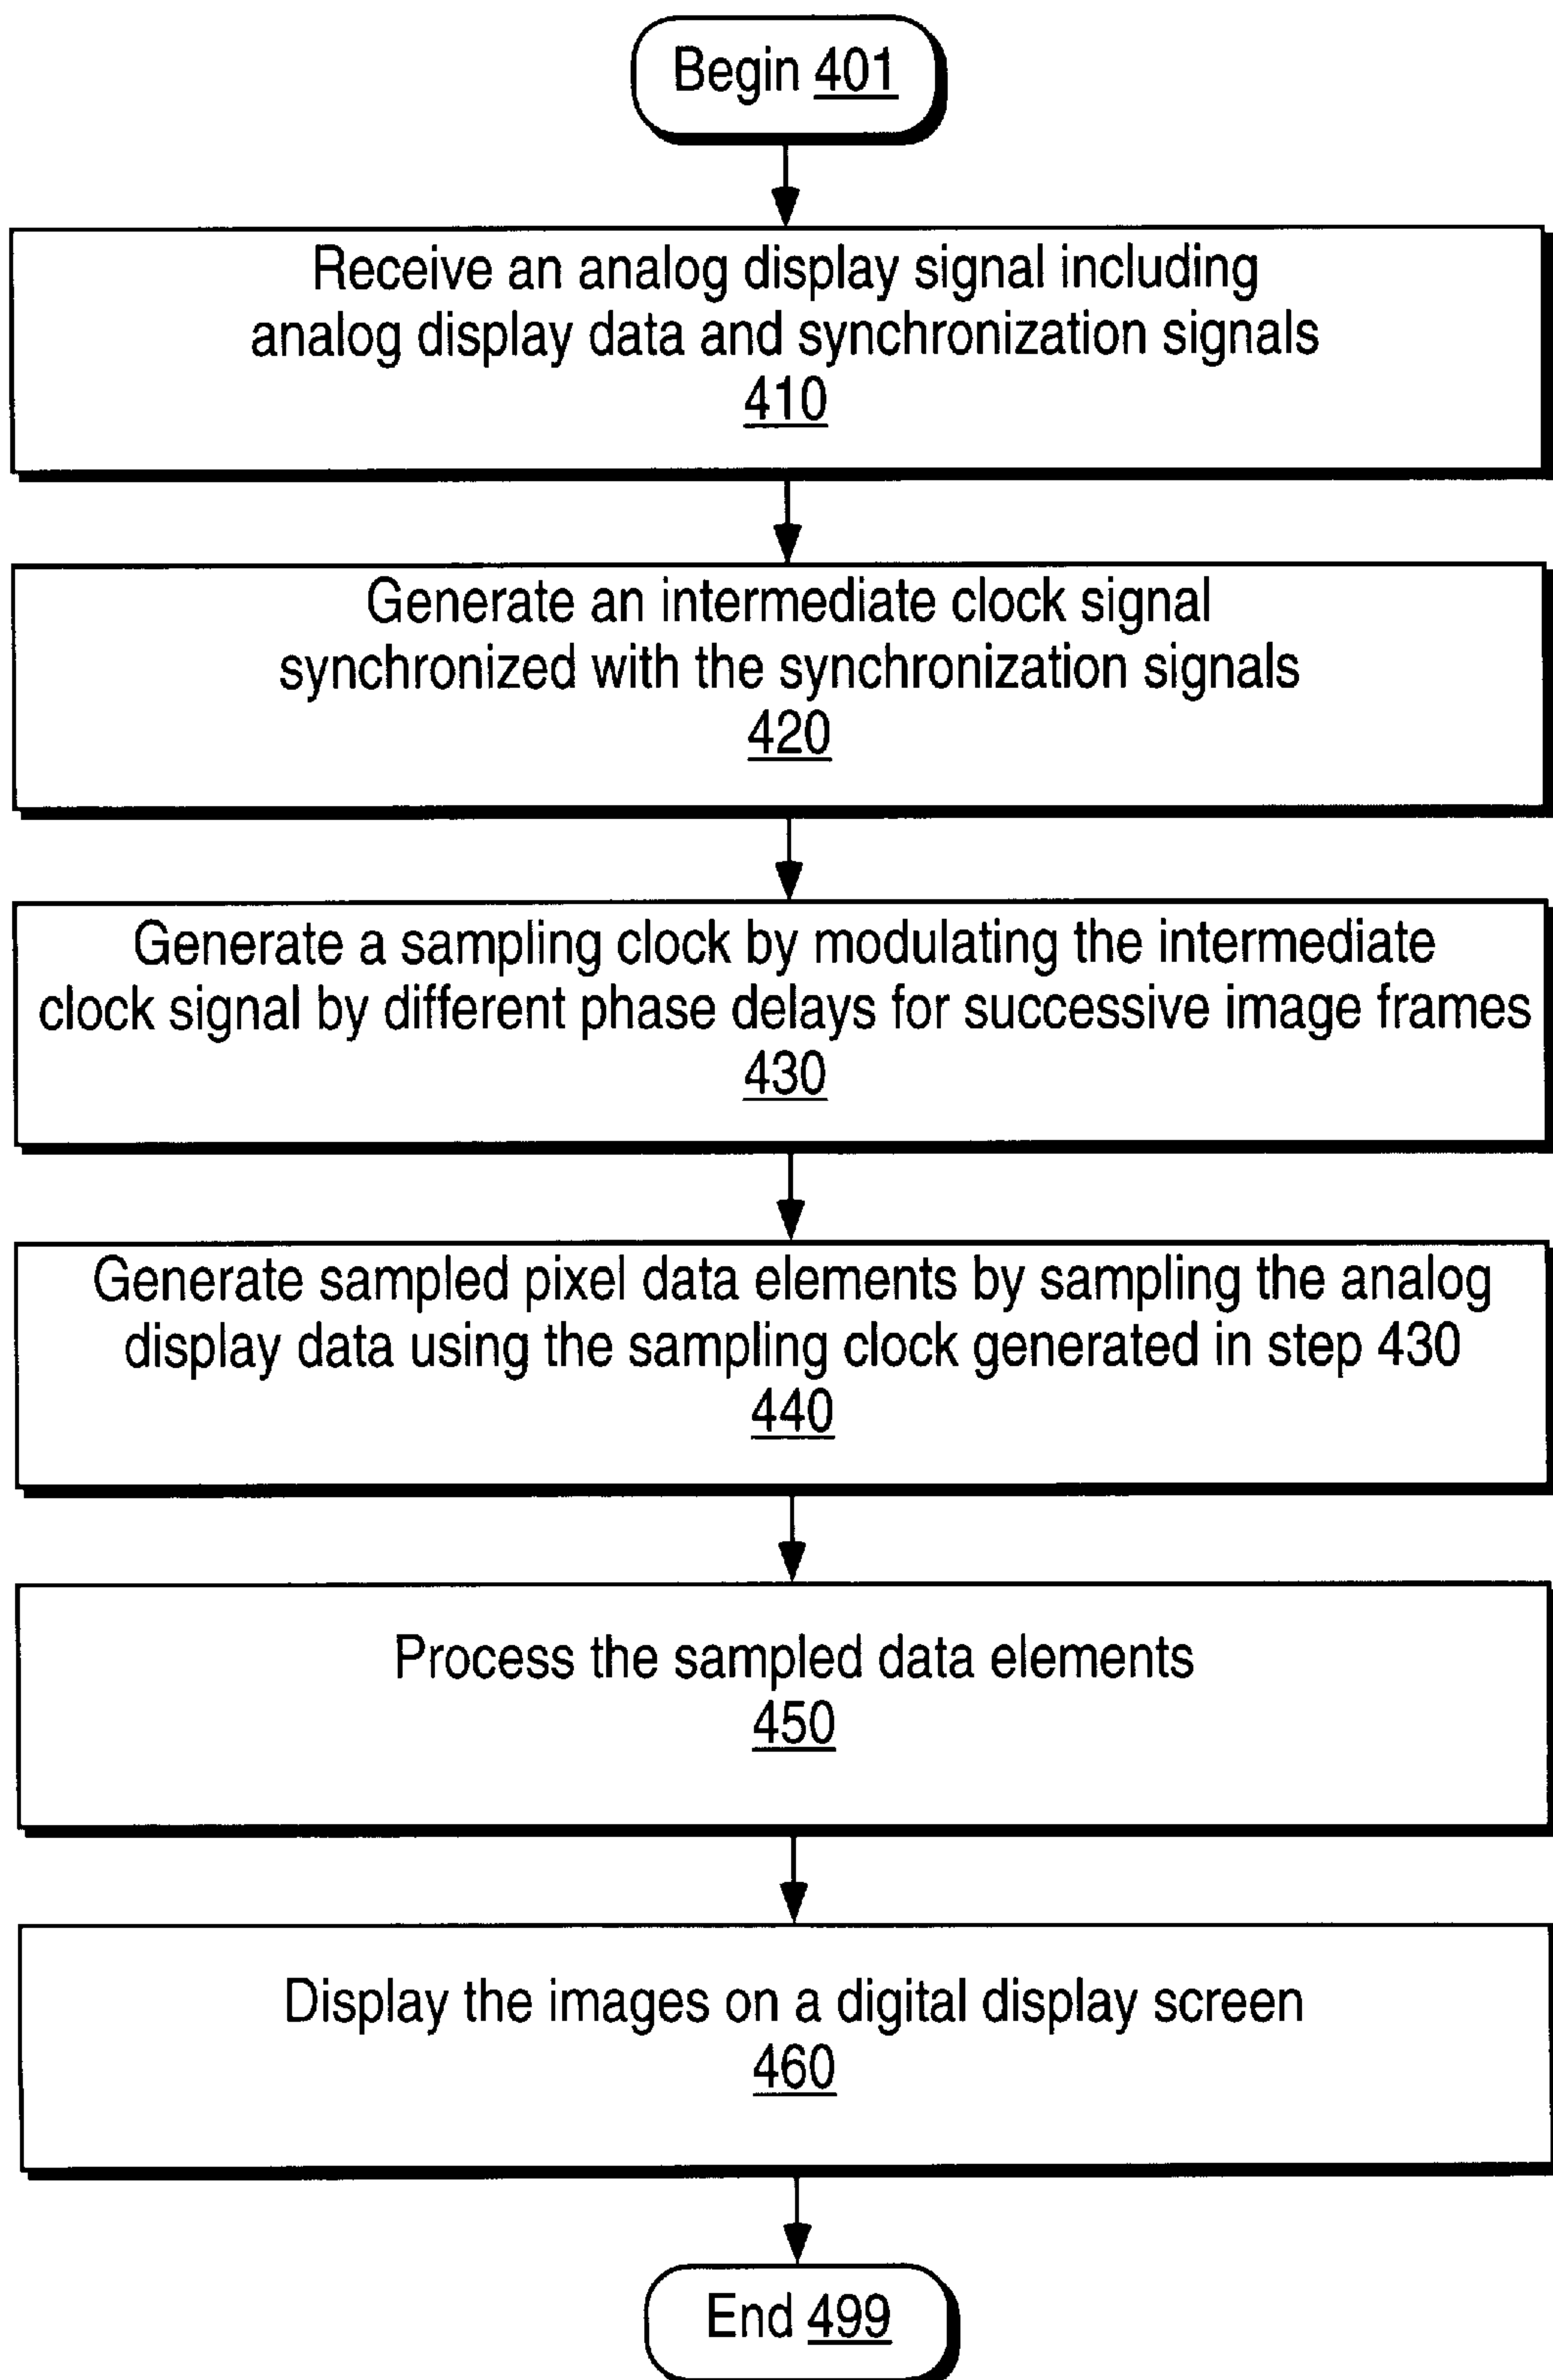 Begin 401
Receive an analog display signal including
analog display data and synchronization signals
410
Generate an intermediate clock signal
synchronized with the synchronization signals
420
Generate a sampling clock by modulating the intermediate
clock signal by different phase delays for successive image frames
430
Generate sampled pixel data elements by sampling the analog
display data using the sampling clock generated in step 430
440
Process the sampled data elements
450
Display the images on a digital display screen
460
End 499